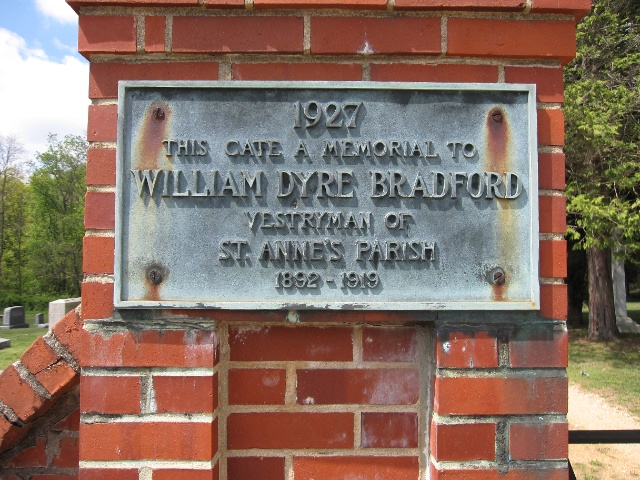 1927
THIS GATE A MEMORIAL TO
WILLIAM DYRE BRADFORD
VESTRYMAN OF
ST. ANNE'S PARISH
1892 - 1919